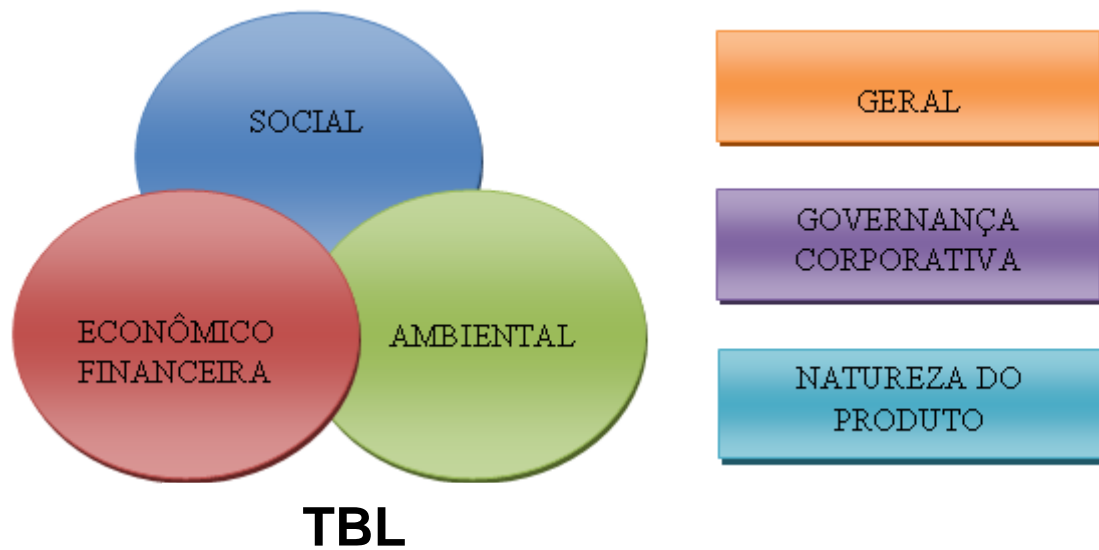 SOCIAL
ECONÔMICO
FINANCEIRA
AMBIENTAL
TBL
GERAL
GOVERNANÇA
CORPORATIVA
NATUREZA DO
PRODUTO